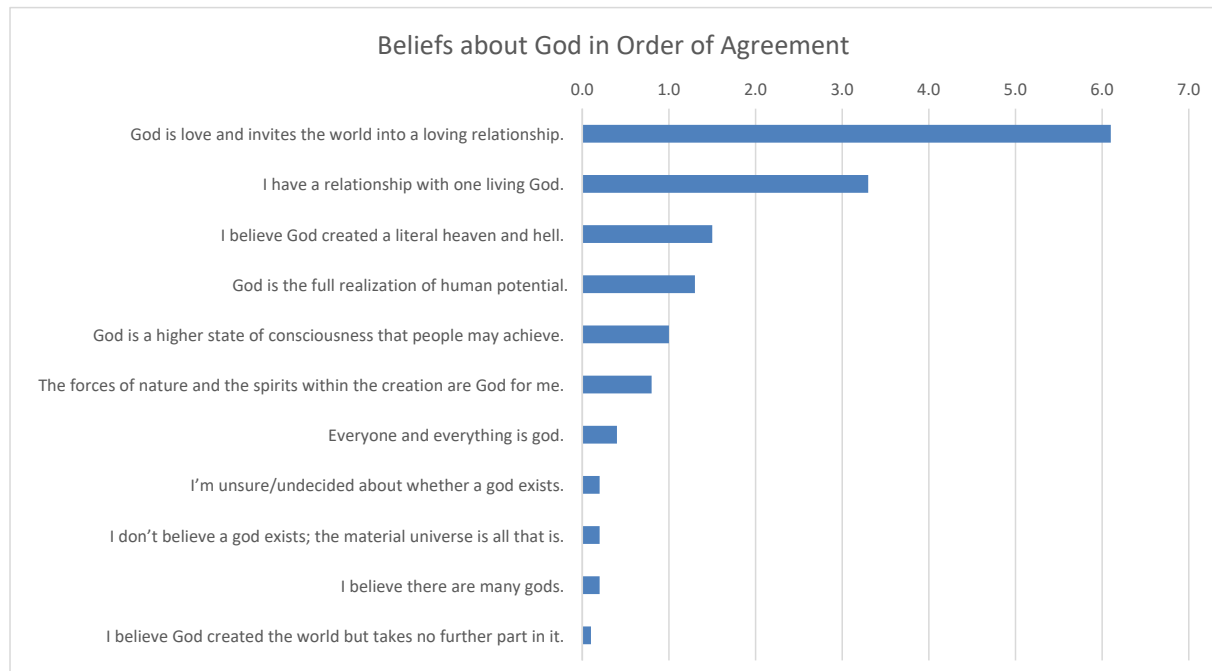 Beliefs about God in Order of Agreement
0.0 1.0 2.0 3.0 4.0 5.0 6.0 7.0
God is love and invites the world into a loving relationship.
I have a relationship with one living God.
I believe God created a literal heaven and hell.
God is the full realization of human potential.
God is a higher state of consciousness that people may achieve.
The forces of nature and the spirits within the creation are God for me.
Everyone and everything is god.
I’m unsure/undecided about whether a god exists.
I don’t believe a god exists; the material universe is all that is.
I believe there are many gods.
I believe God created the world but takes no further part in it.